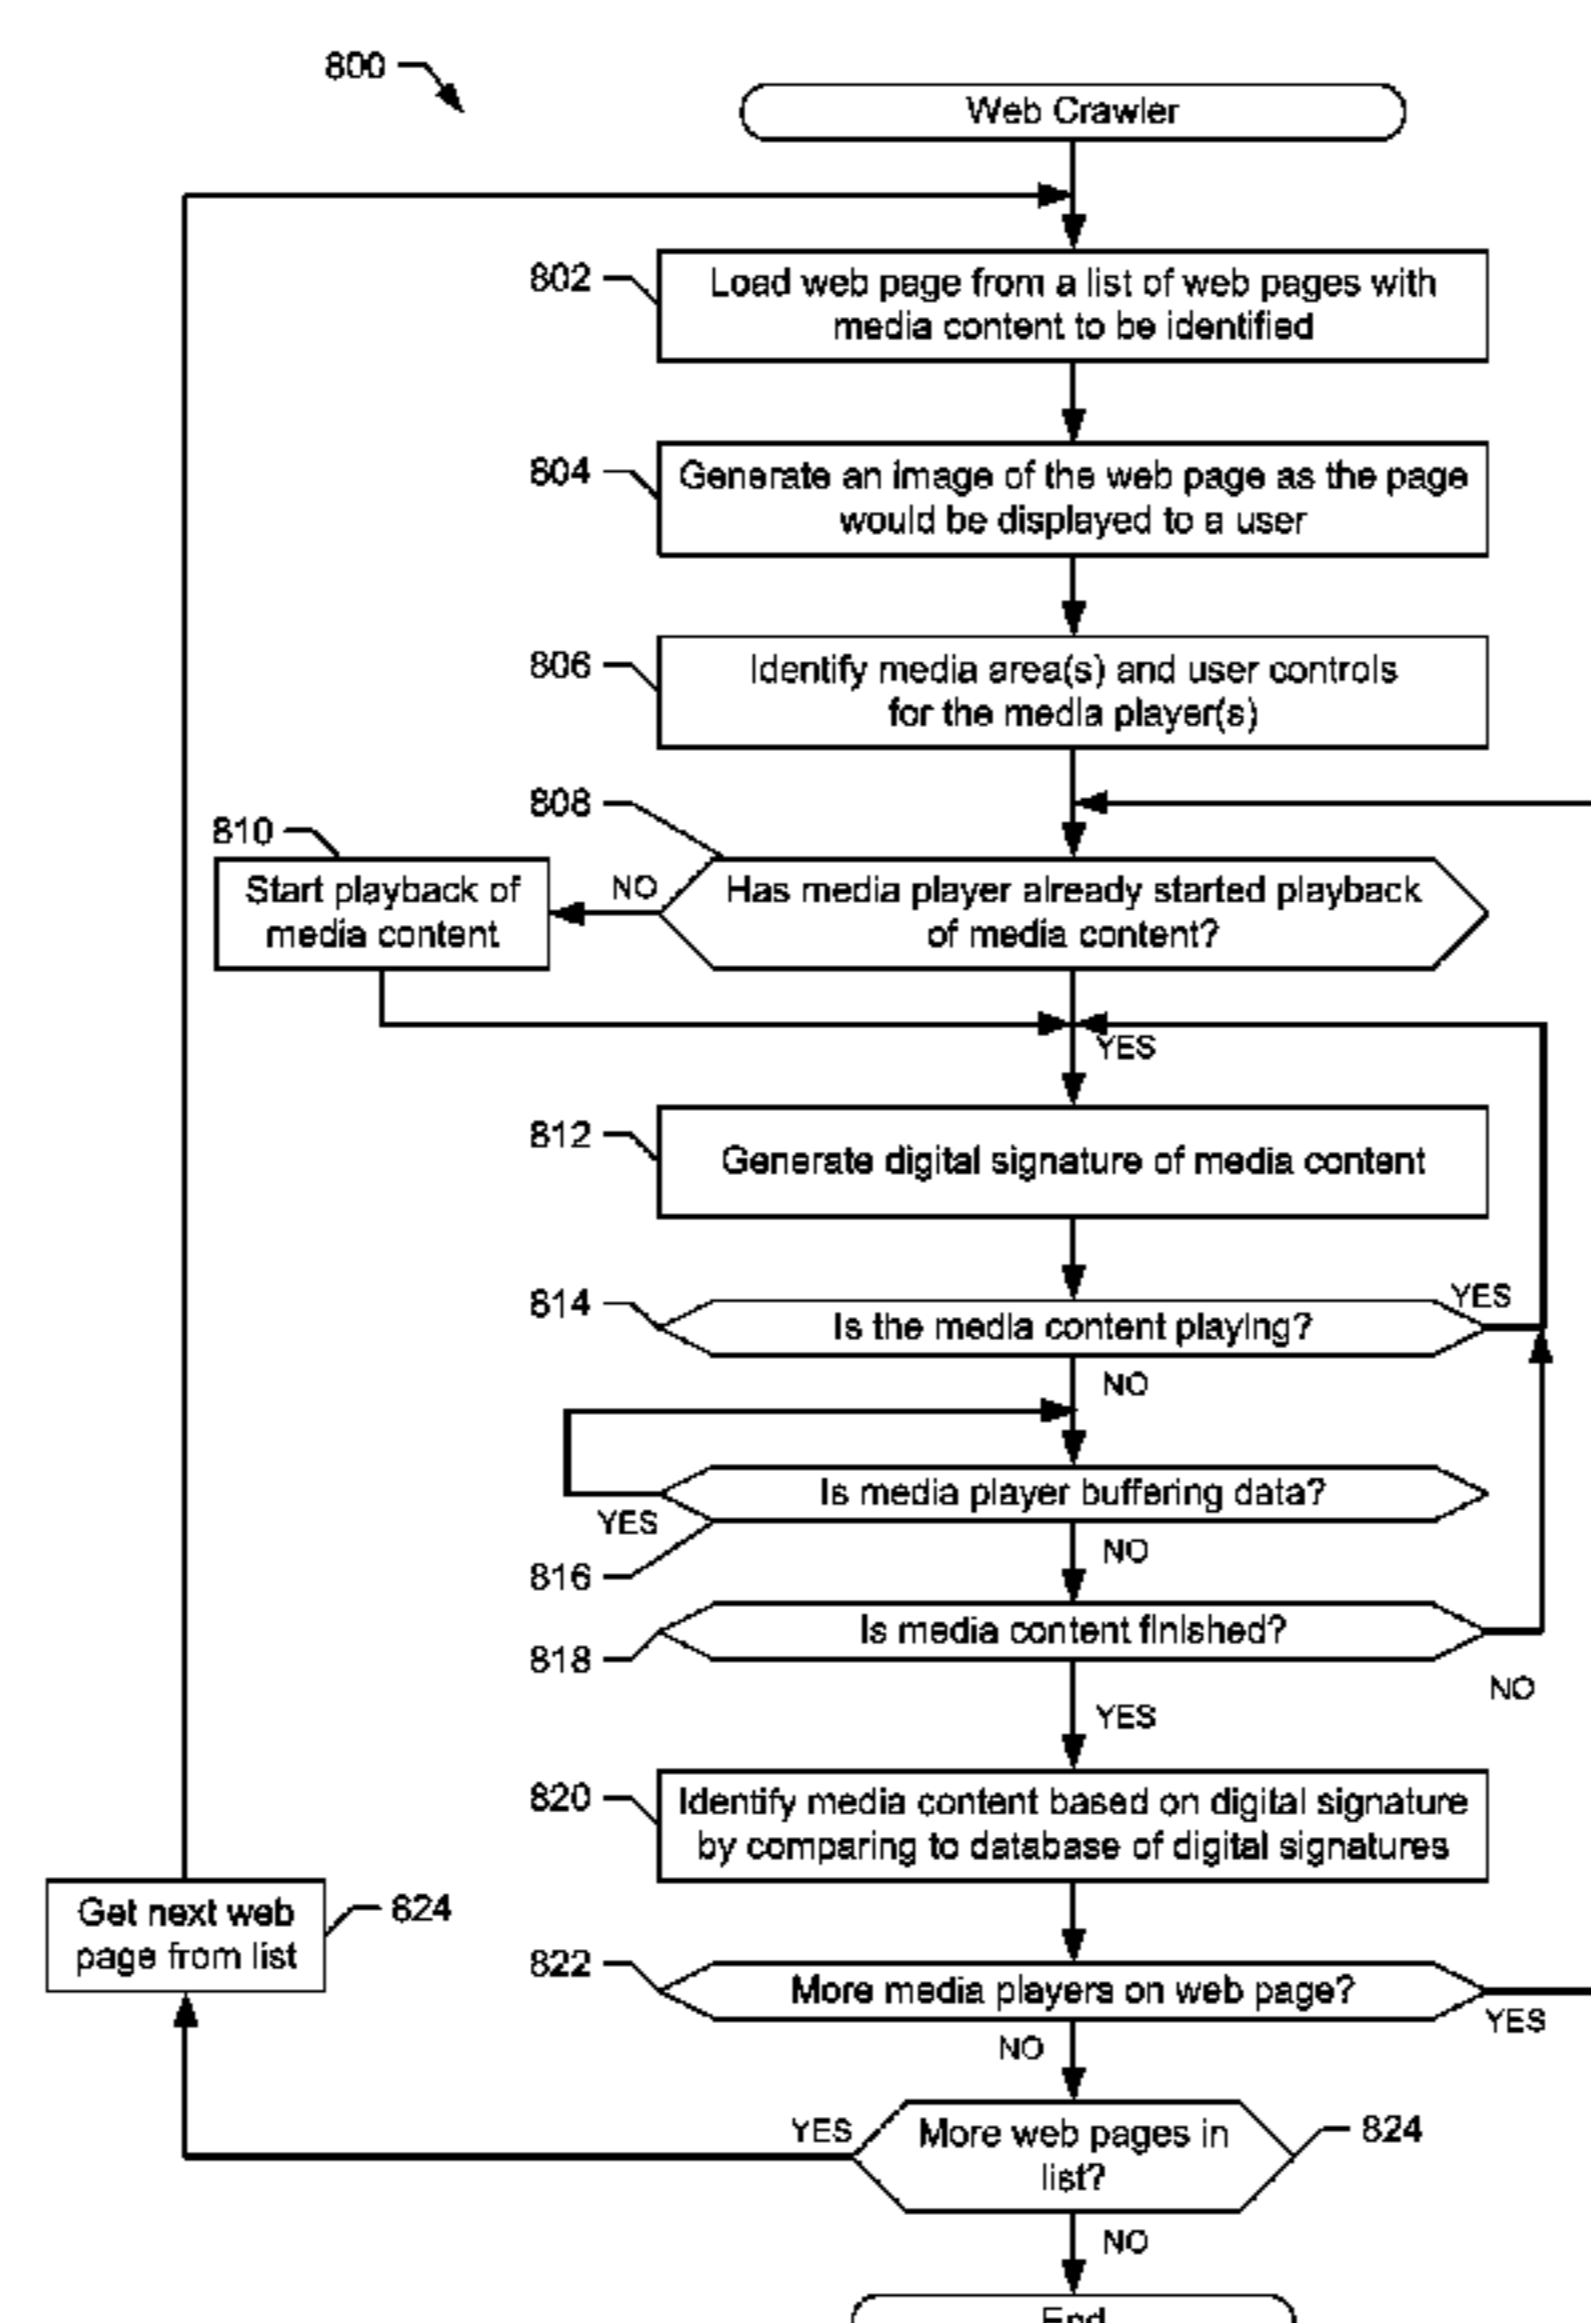 800
Web Crawler
802
Load web page from a list of web pages with
media content to be identified
804
Generate an image of the web page as the page
would be displayed to a user
806
Identify media area(s) and user controls
for the media player(s)
808
810
Start playback of
media content
NO
Has media player already started playback
of media content?
YES
812
Generate digital signature of media content
814
Is the media content playing?
YES
NO
Is media player buffering data?
YES
816
NO
Is media content finished?
818
NO
YES
820
Identify media content based on digital signature
by comparing to database of digital signatures
Get next web
page from list
824
822
More media players on web page?
YES
NO
YES
More web pages in
list?
824
NO
End